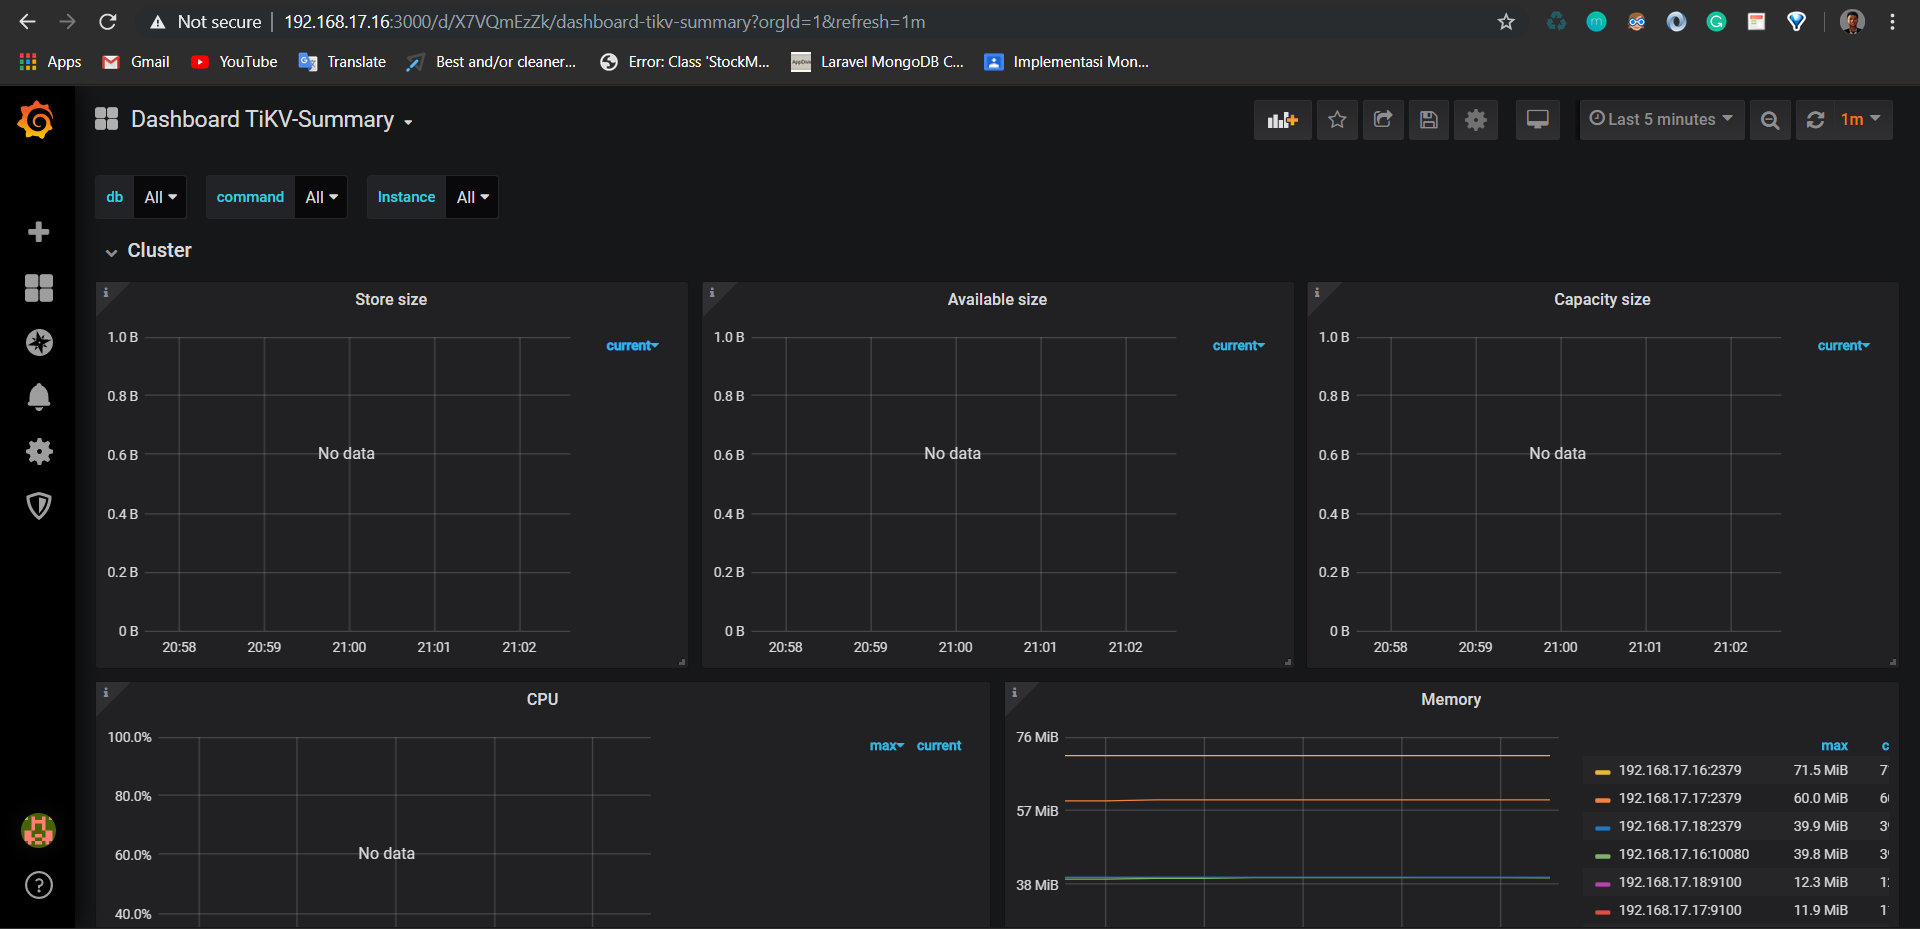 Not secure | 192.168.17.16:3000/d/X7VQmEzZk/dashboard-tikv-summary?orgId=1&refresh=1m
Apps Gmail YouTube Translate Best and/or cleaner... Error: Class 'StockM... Laravel MongoDB C... Implementasi Mon...
Dashboard TiKV-Summary
Last 5 minutes 1m
db All command All Instance All
Cluster
Store size
1.0 B
0.8 B
0.6 B
0.4 B
0.2 B
0 B
No data
20:58 20:59 21:00 21:01 21:02
current
Available size
1.0 B
0.8 B
0.6 B
0.4 B
0.2 B
0 B
No data
20:58 20:59 21:00 21:01 21:02
current
Capacity size
1.0 B
0.8 B
0.6 B
0.4 B
0.2 B
0 B
No data
20:58 20:59 21:00 21:01 21:02
current
CPU
100.0%
80.0%
60.0%
40.0%
No data
max current
Memory
76 MiB
57 MiB
38 MiB
max c
192.168.17.16:2379 71.5 MiB
192.168.17.17:2379 60.0 MiB
192.168.17.18:2379 39.9 MiB
192.168.17.16:10080 39.8 MiB
192.168.17.18:9100 12.3 MiB
192.168.17.17:9100 11.9 MiB